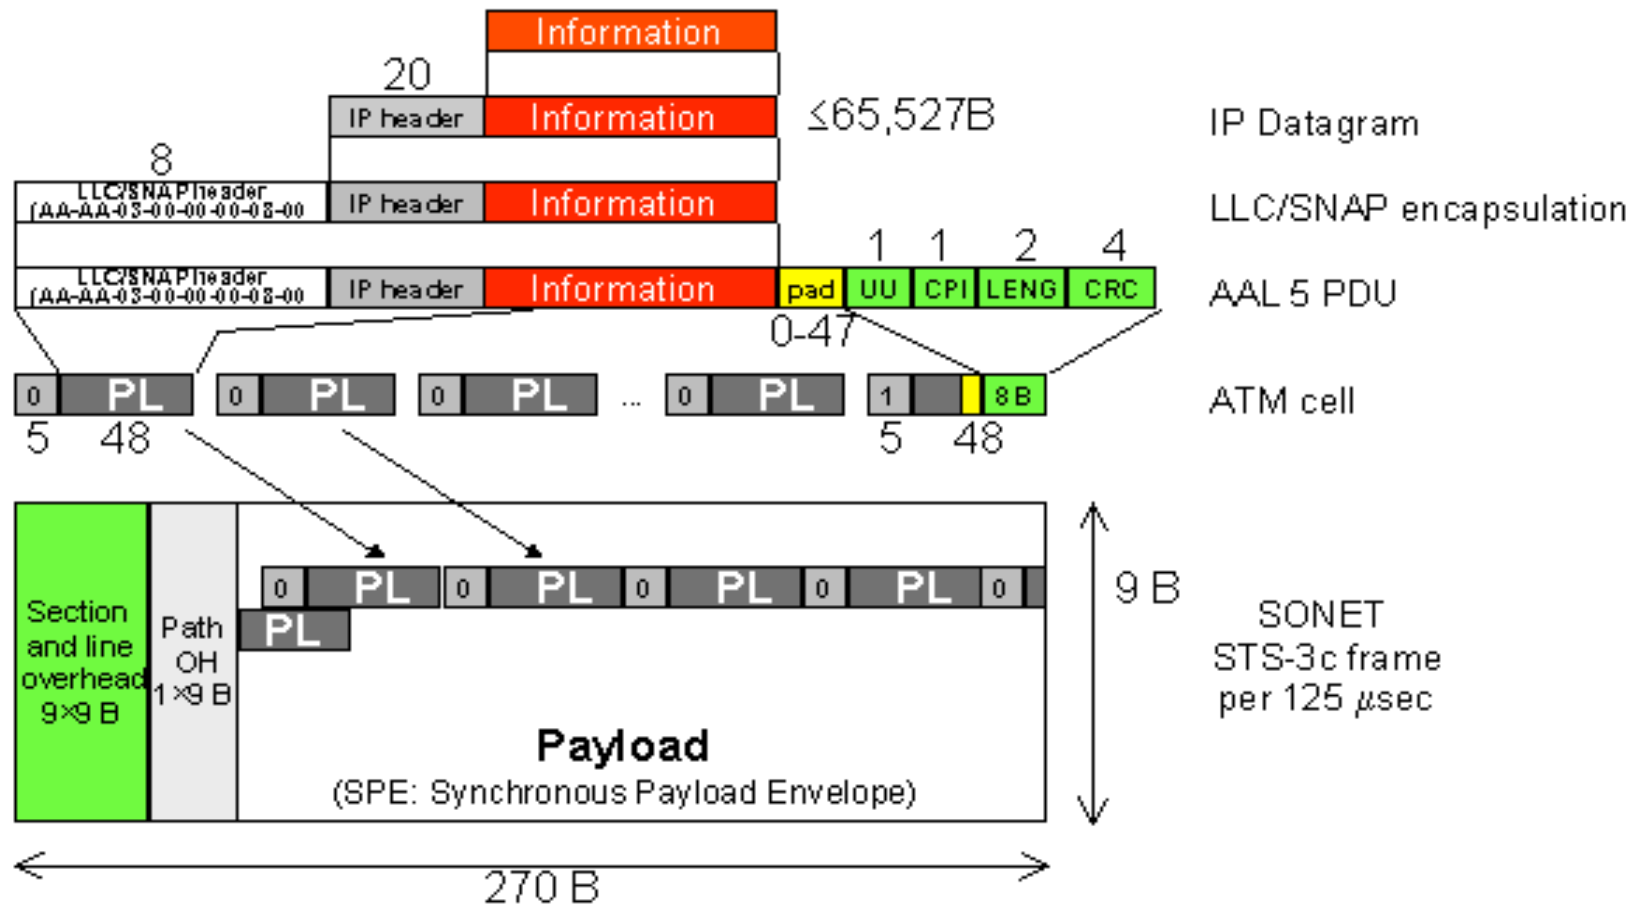 Information
20
IP header Information ≤65,527B IP Datagram
8
LLC/SNAP header
(AA-AA-03-00-00-00-08-00 IP header Information LLC/SNAP encapsulation
1 1 2 4
LLC/SNAP header
(AA-AA-03-00-00-00-08-00 IP header Information pad UU CPI LENG CRC AAL 5 PDU
0-47
0 PL 0 PL 0 PL ... 0 PL 1 8 B ATM cell
5 48 5 48
0 PL 0 PL 0 PL 0 PL 0
PL
Section
and line
overhead
9×9 B
Path
OH
1×9 B
Payload
(SPE: Synchronous Payload Envelope)
9 B
SONET
STS-3c frame
per 125 μsec
270 B